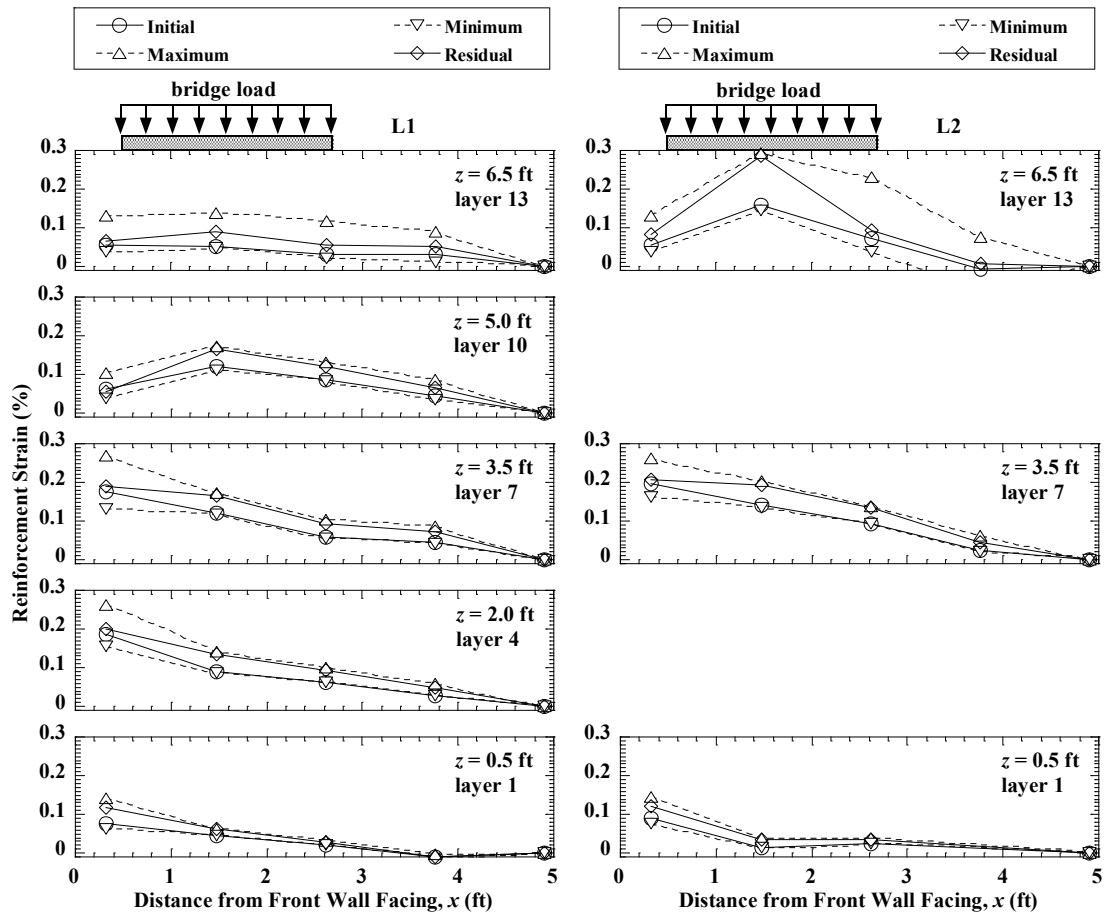 Initial
Minimum
Maximum
Residual
Initial
Minimum
Maximum
Residual
bridge load
L1
bridge load
L2
Reinforcement Strain (%)
0.3
0.2
0.1
0
z = 6.5 ft
layer 13
0.3
0.2
0.1
0
z = 6.5 ft
layer 13
0.3
0.2
0.1
0
z = 5.0 ft
layer 10
0.3
0.2
0.1
0
z = 3.5 ft
layer 7
0.3
0.2
0.1
0
z = 3.5 ft
layer 7
0.3
0.2
0.1
0
z = 2.0 ft
layer 4
0.3
0.2
0.1
0
z = 0.5 ft
layer 1
0.3
0.2
0.1
0
z = 0.5 ft
layer 1
0 1 2 3 4 5
0 1 2 3 4 5
Distance from Front Wall Facing, x (ft)
Distance from Front Wall Facing, x (ft)